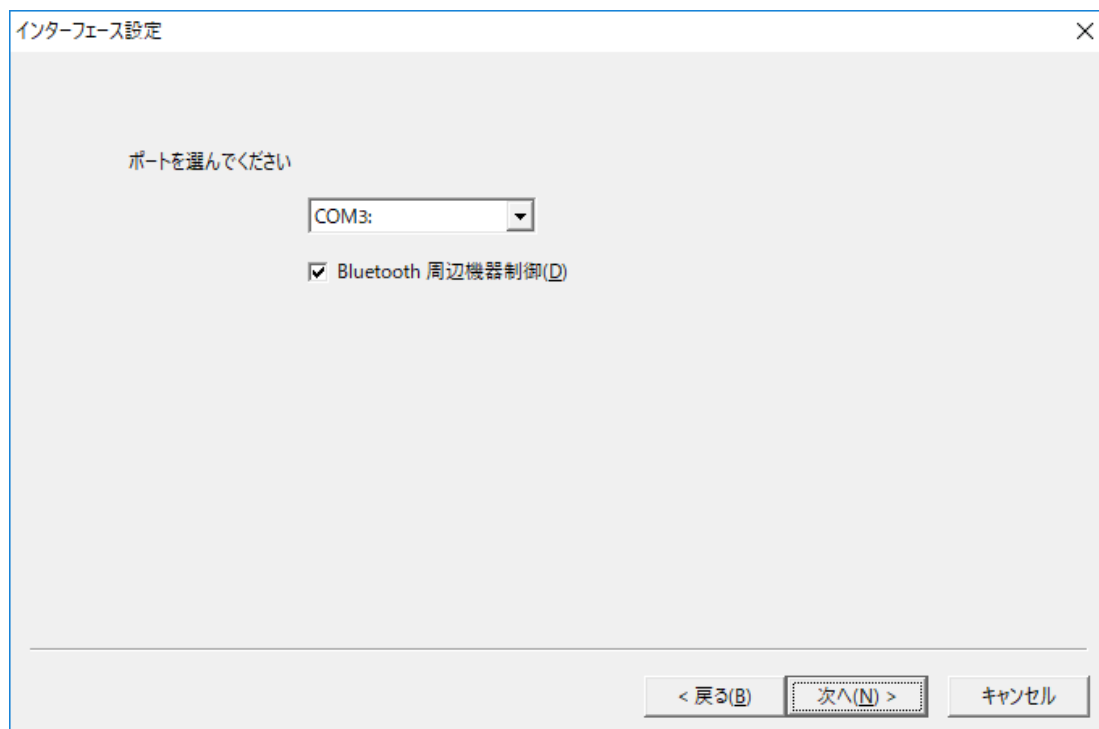 インターフェース設定
ポートを選んでください
COM3:
Bluetooth 周辺機器制御(D)
< 戻る(B)
次へ(N) >
キャンセル